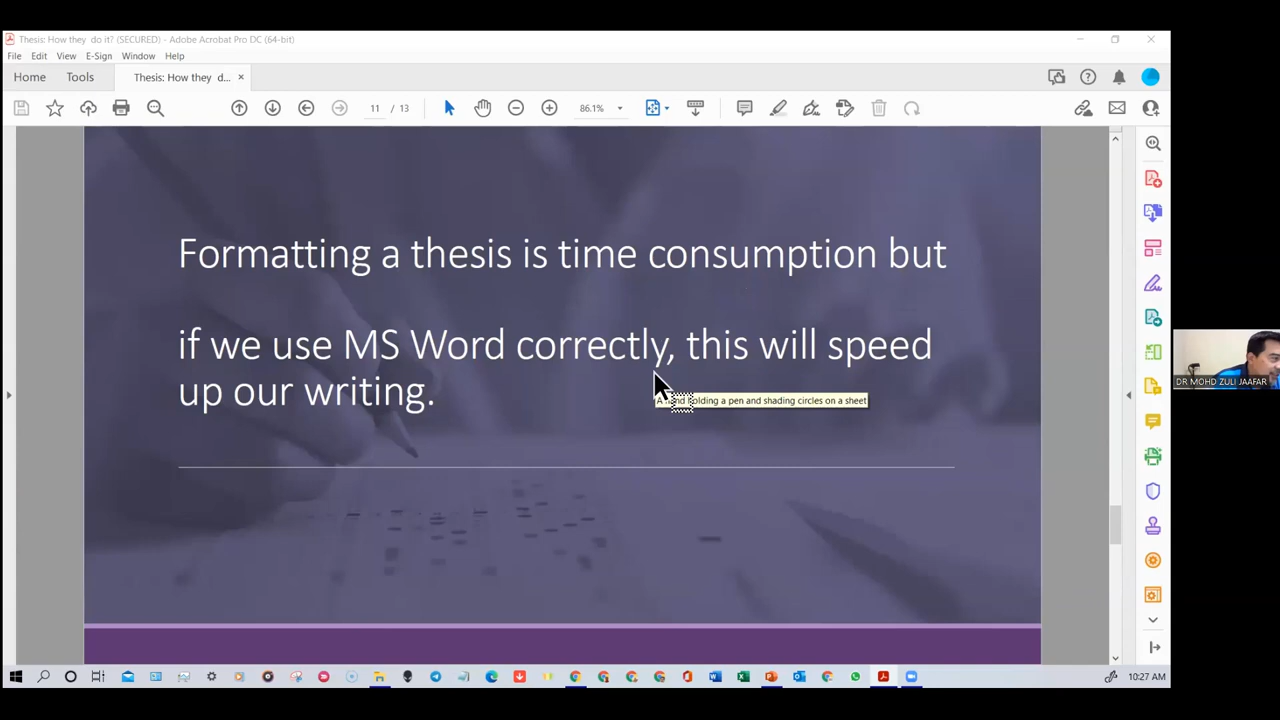 Thesis: How they do it? (SECURED) - Adobe Acrobat Pro DC (64-bit)
File Edit View E-Sign Window Help
Home Tools Thesis: How they d... ×
11 / 13 86.1%
Formatting a thesis is time consumption but
if we use MS Word correctly, this will speed
up our writing.
A hand holding a pen and shading circles on a sheet
DR MOHD ZULI JAAFAR
10:27 AM